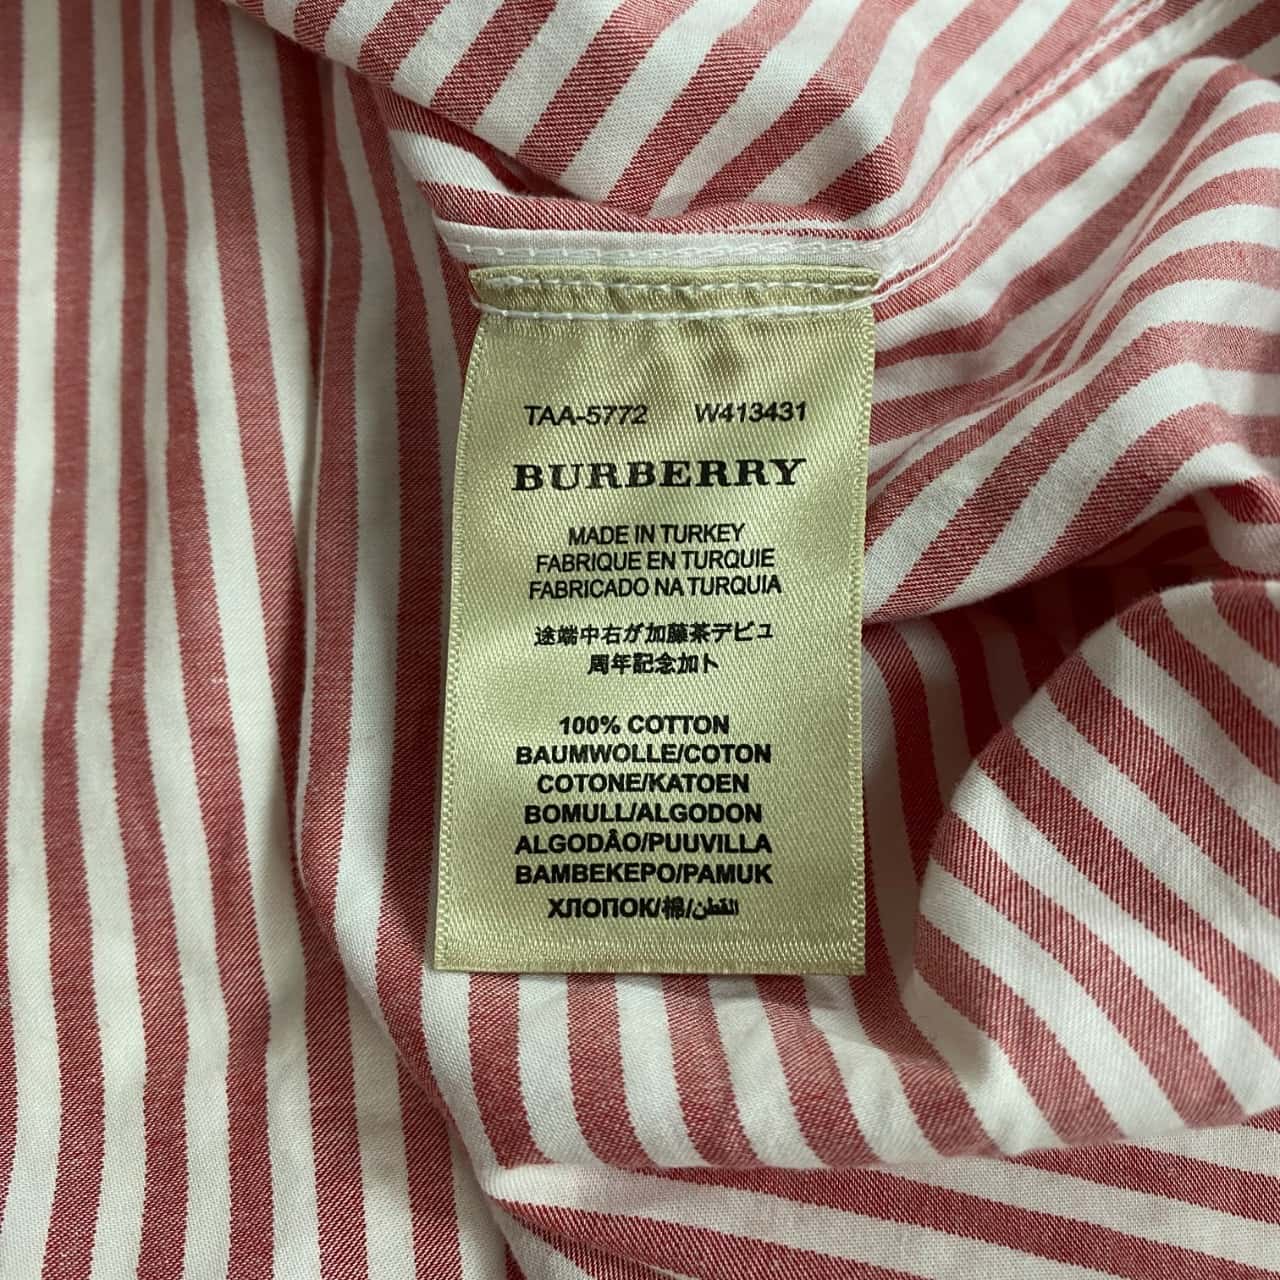 TAA-5772 W413431
BURBERRY
MADE IN TURKEY
FABRIQUE EN TURQUIE
FABRICADO NA TURQUIA
途端中右が加藤茶デビュ
周年記念加ト
100% COTTON
BAUMWOLLE/COTON
COTONE/KATOEN
BOMULL/ALGODON
ALGODÂO/PUUVILLA
BAMBEKEPO/PAMUK
ХЛОПОК/棉/القطن